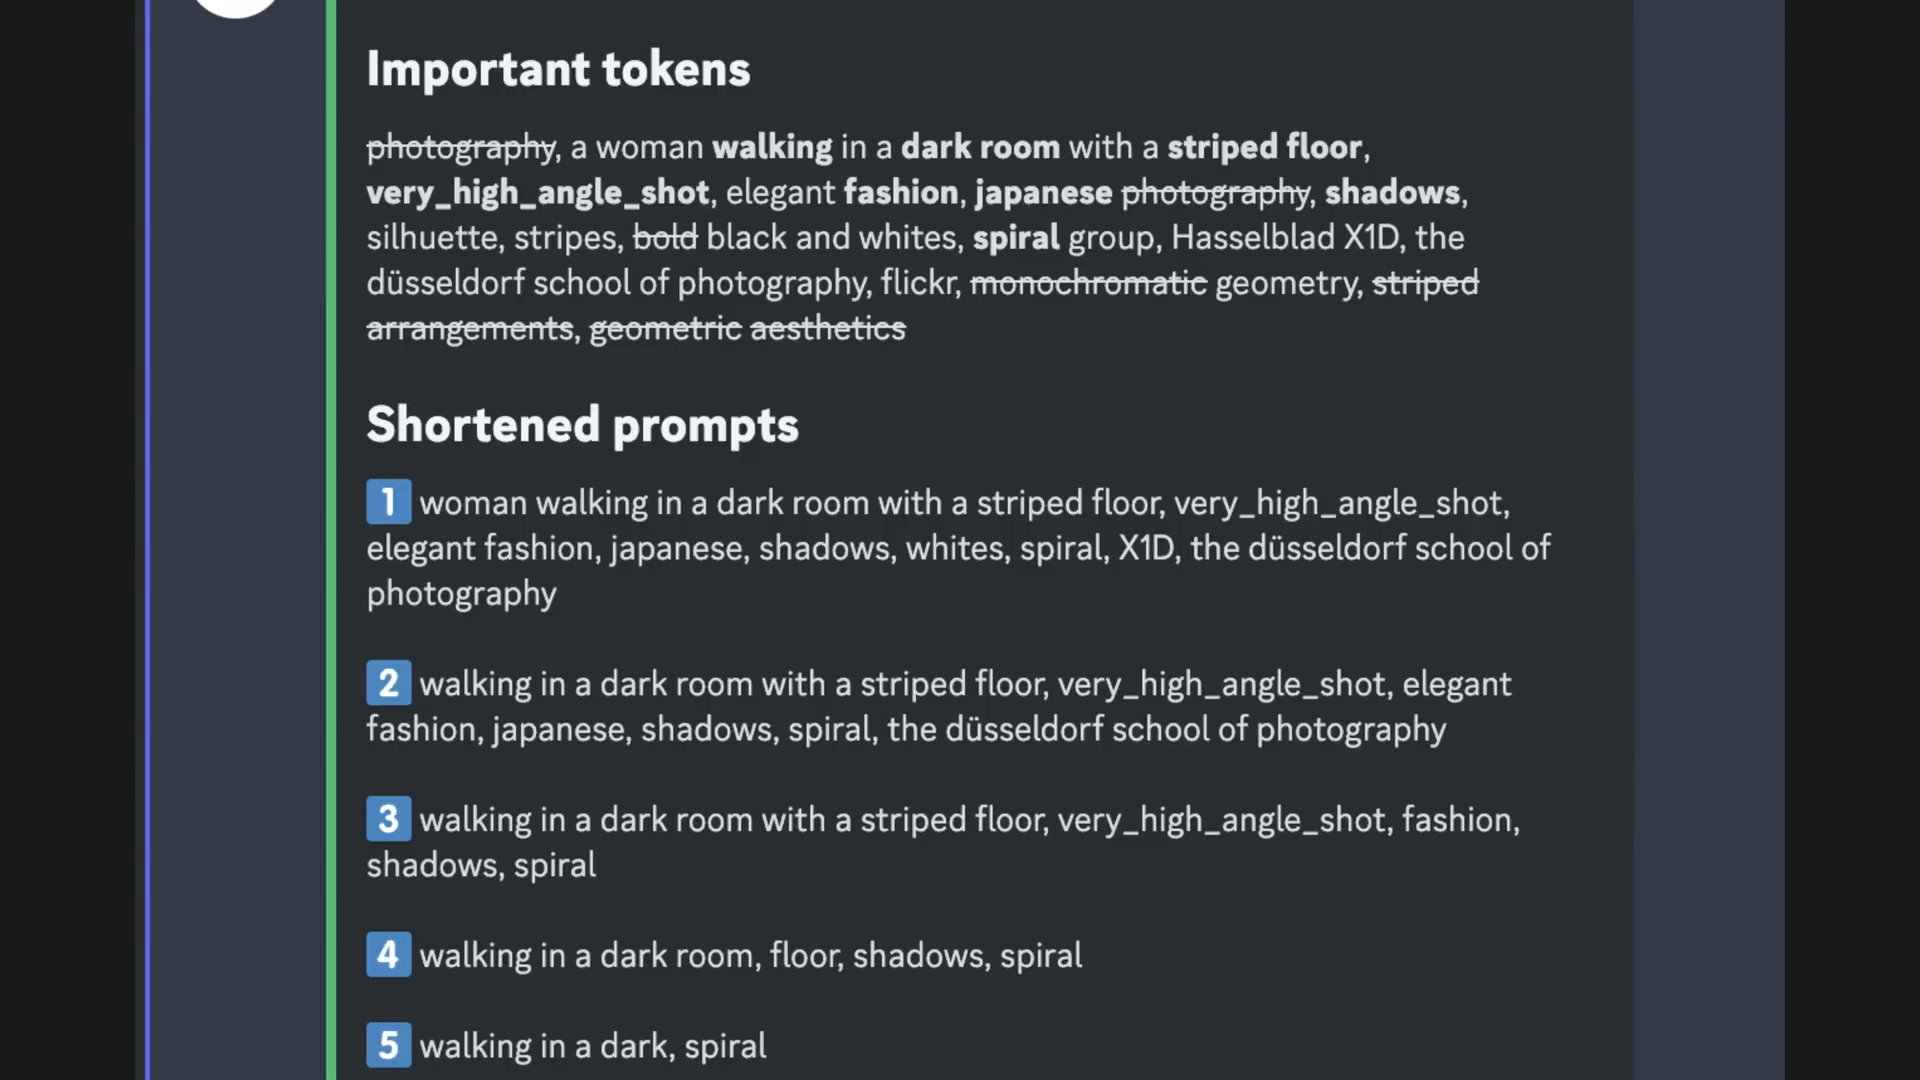 Important tokens
photography, a woman walking in a dark room with a striped floor,
very_high_angle_shot, elegant fashion, japanese photography, shadows,
silhuette, stripes, bold black and whites, spiral group, Hasselblad X1D, the
düsseldorf school of photography, flickr, monochromatic geometry, striped
arrangements, geometric aesthetics
Shortened prompts
1 woman walking in a dark room with a striped floor, very_high_angle_shot,
elegant fashion, japanese, shadows, whites, spiral, X1D, the düsseldorf school of
photography
2 walking in a dark room with a striped floor, very_high_angle_shot, elegant
fashion, japanese, shadows, spiral, the düsseldorf school of photography
3 walking in a dark room with a striped floor, very_high_angle_shot, fashion,
shadows, spiral
4 walking in a dark room, floor, shadows, spiral
5 walking in a dark, spiral